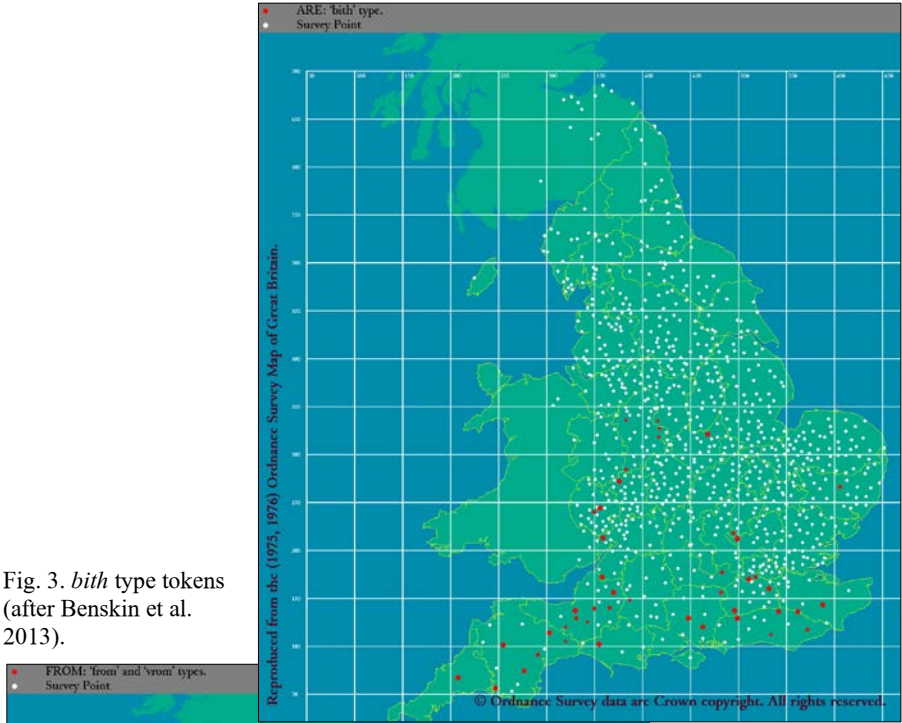 ARE: 'bith' type.
Survey Point
Reproduced from the (1975, 1976) Ordnance Survey Map of Great Britain.
© Ordnance Survey data are Crown copyright. All rights reserved.
Fig. 3. bith type tokens
(after Benskin et al.
2013).
FROM: 'from' and 'vrom' types.
Survey Point